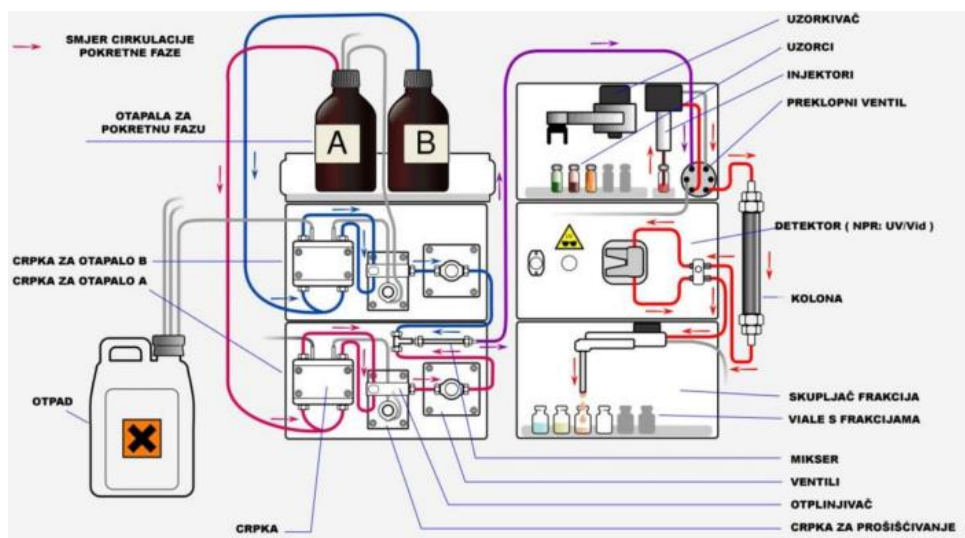 SMJER CIRKULACIJE
POKRETNE FAZE
OTAPALA ZA
POKRETNU FAZU
A
B
CRPKA ZA OTAPALO B
CRPKA ZA OTAPALO A
OTPAD
CRPKA
UZORKIVAČ
UZORCI
INJEKTORI
PREKLOPNI VENTIL
DETEKTOR ( NPR: UV/Vid )
KOLONA
SKUPLJAČ FRAKCIJA
VIALE S FRAKCIJAMA
MIKSER
VENTILI
OTPLINJIVAČ
CRPKA ZA PROŠIŠĆIVANJE